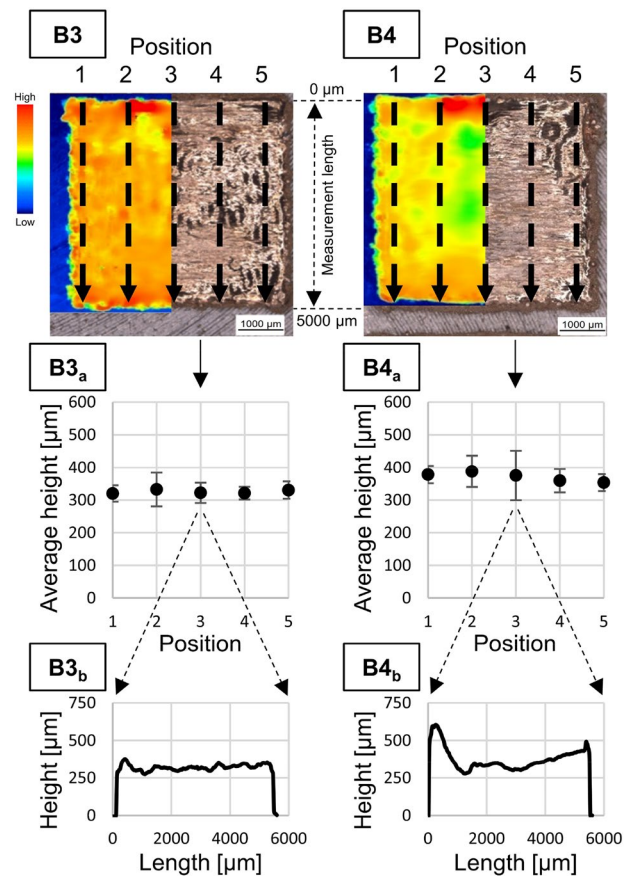 B3
Position
1 2 3 4 5
B4
Position
1 2 3 4 5
High
Low
0 µm
Measurement length
5000 µm
1000 µm
1000 µm
B3a
Average height [µm]
600
500
400
300
200
100
0
1 2 3 4 5
Position
B4a
Average height [µm]
600
500
400
300
200
100
0
1 2 3 4 5
Position
B3b
Height [µm]
750
500
250
0
0 2000 4000 6000
Length [µm]
B4b
Height [µm]
750
500
250
0
0 2000 4000 6000
Length [µm]